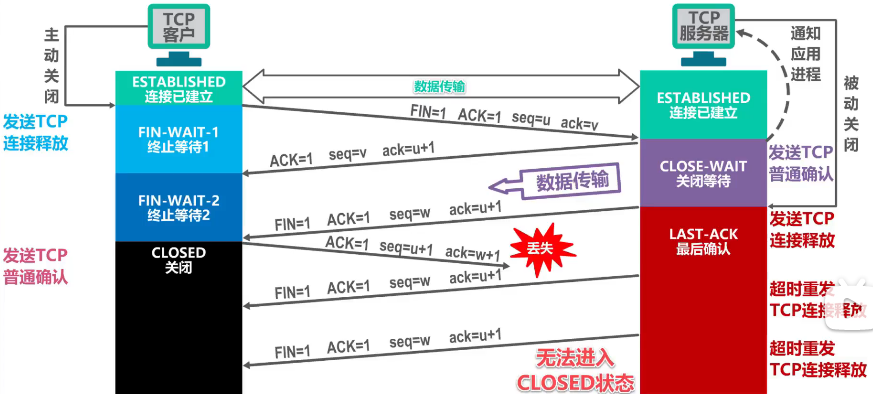 TCP
客户
TCP
服务器
主动关闭
通知
应用
进程
被动关闭
ESTABLISHED
连接已建立
数据传输
ESTABLISHED
连接已建立
FIN=1 ACK=1 seq=u ack=v
发送TCP
连接释放
FIN-WAIT-1
终止等待1
ACK=1 seq=v ack=u+1
CLOSE-WAIT
关闭等待
发送TCP
普通确认
数据传输
FIN-WAIT-2
终止等待2
FIN=1 ACK=1 seq=w ack=u+1
发送TCP
连接释放
LAST-ACK
最后确认
ACK=1 seq=u+1 ack=w+1
丢失
发送TCP
普通确认
CLOSED
关闭
FIN=1 ACK=1 seq=w ack=u+1
超时重发
TCP连接释放
FIN=1 ACK=1 seq=w ack=u+1
无法进入
CLOSED状态
超时重发
TCP连接释放